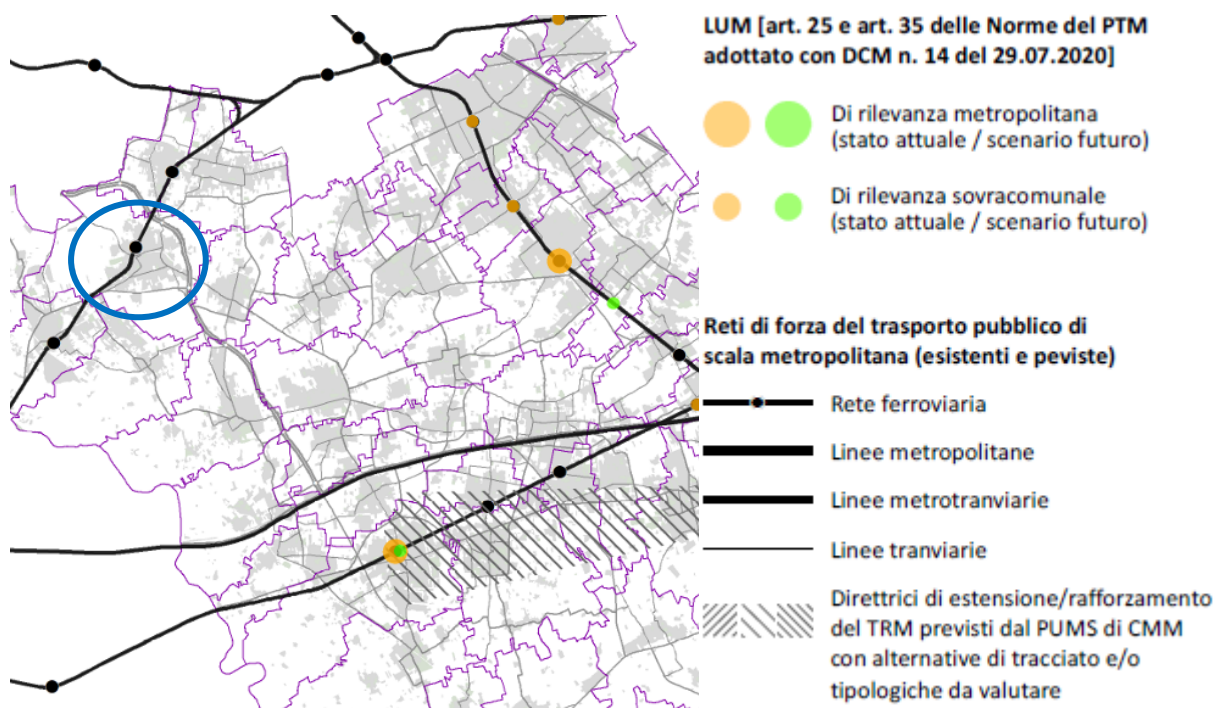 LUM [art. 25 e art. 35 delle Norme del PTM
adottato con DCM n. 14 del 29.07.2020]
Di rilevanza metropolitana
(stato attuale / scenario futuro)
Di rilevanza sovracomunale
(stato attuale / scenario futuro)
Reti di forza del trasporto pubblico di
scala metropolitana (esistenti e peviste)
Rete ferroviaria
Linee metropolitane
Linee metrotranviarie
Linee tranviarie
Direttrici di estensione/rafforzamento
del TRM previsti dal PUMS di CMM
con alternative di tracciato e/o
tipologiche da valutare